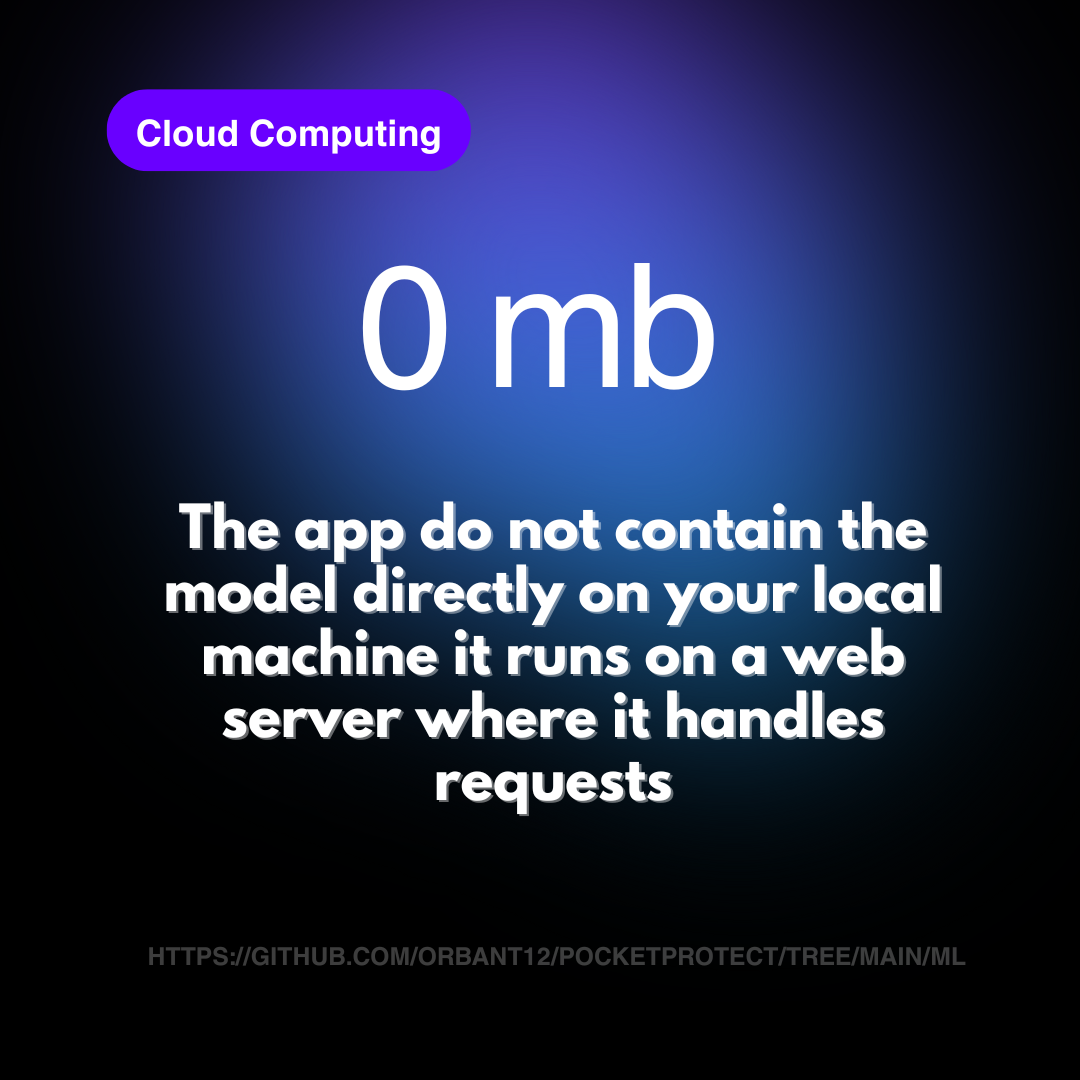 Cloud Computing
0 mb
The app do not contain the
model directly on your local
machine it runs on a web
server where it handles
requests
HTTPS://GITHUB.COM/ORBANT12/POCKETPROTECT/TREE/MAIN/ML